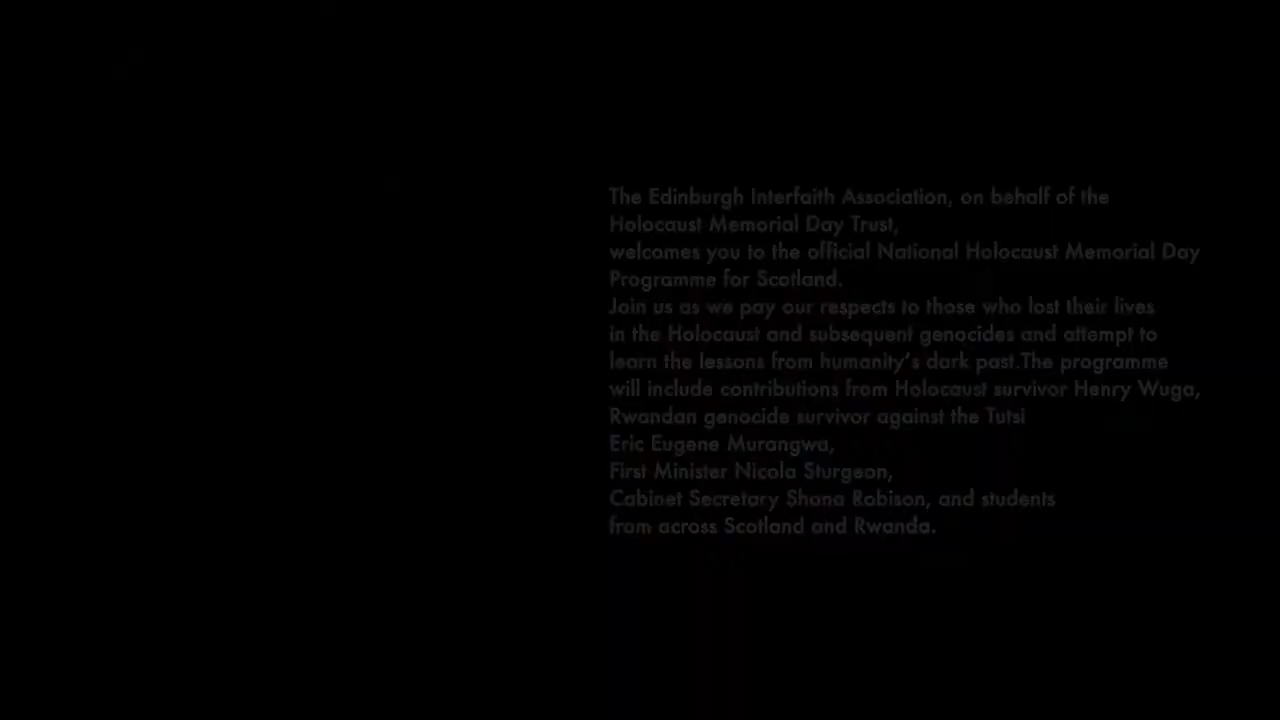 The Edinburgh Interfaith Association, on behalf of the
Holocaust Memorial Day Trust,
welcomes you to the official National Holocaust Memorial Day
Programme for Scotland.
Join us as we pay our respects to those who lost their lives
in the Holocaust and subsequent genocides and attempt to
learn the lessons from humanity's dark past.The programme
will include contributions from Holocaust survivor Henry Wuga,
Rwandan genocide survivor against the Tutsi
Eric Eugene Murangwa,
First Minister Nicola Sturgeon,
Cabinet Secretary Shona Robison, and students
from across Scotland and Rwanda.